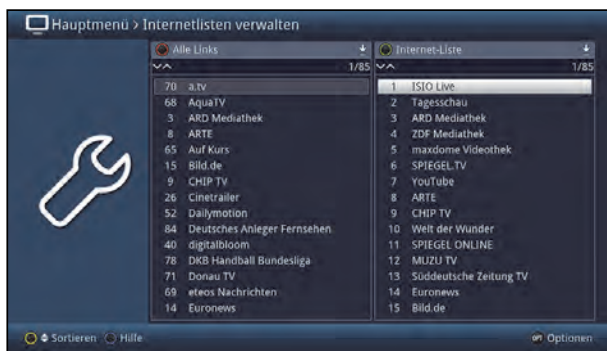 Hauptmenü > Internetlisten verwalten
Alle Links
1/85
70 a.tv
68 AquaTV
3 ARD Mediathek
8 ARTE
65 Auf Kurs
15 Bild.de
9 CHIP TV
26 Cinetrailer
52 Dailymotion
84 Deutsches Anleger Fernsehen
40 digitalbloom
78 DKB Handball Bundesliga
71 Donau TV
69 eteos Nachrichten
14 Euronews
Internet-Liste
1/85
1 ISIO Live
2 Tagesschau
3 ARD Mediathek
4 ZDF Mediathek
5 maxdome Videothek
6 SPIEGEL.TV
7 YouTube
8 ARTE
9 CHIP TV
10 Welt der Wunder
11 SPIEGEL ONLINE
12 MUZU TV
13 Süddeutsche Zeitung TV
14 Euronews
15 Bild.de
Sortieren Hilfe
OPT Optionen